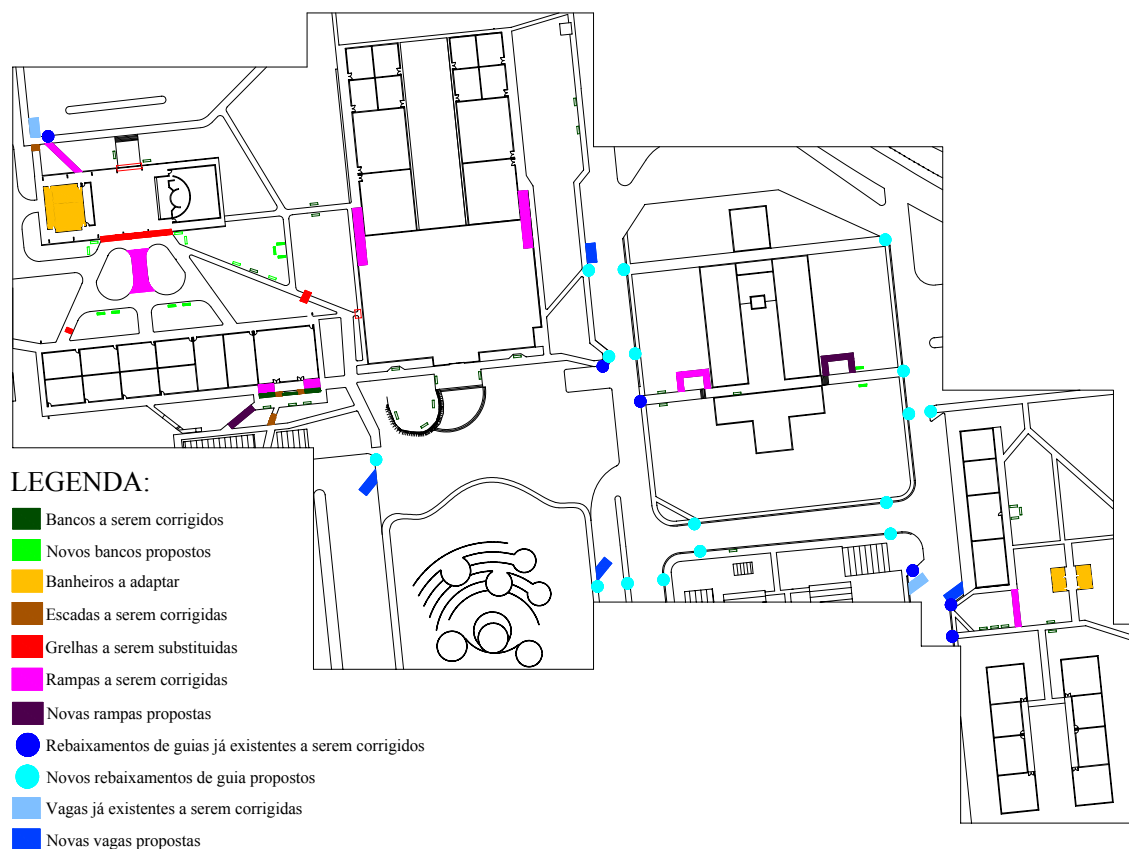 LEGENDA:
Bancos a serem corrigidos
Novos bancos propostos
Banheiros a adaptar
Escadas a serem corrigidas
Grelhas a serem substituidas
Rampas a serem corrigidas
Novas rampas propostas
Rebaixamentos de guias já existentes a serem corrigidos
Novos rebaixamentos de guia propostos
Vagas já existentes a serem corrigidas
Novas vagas propostas